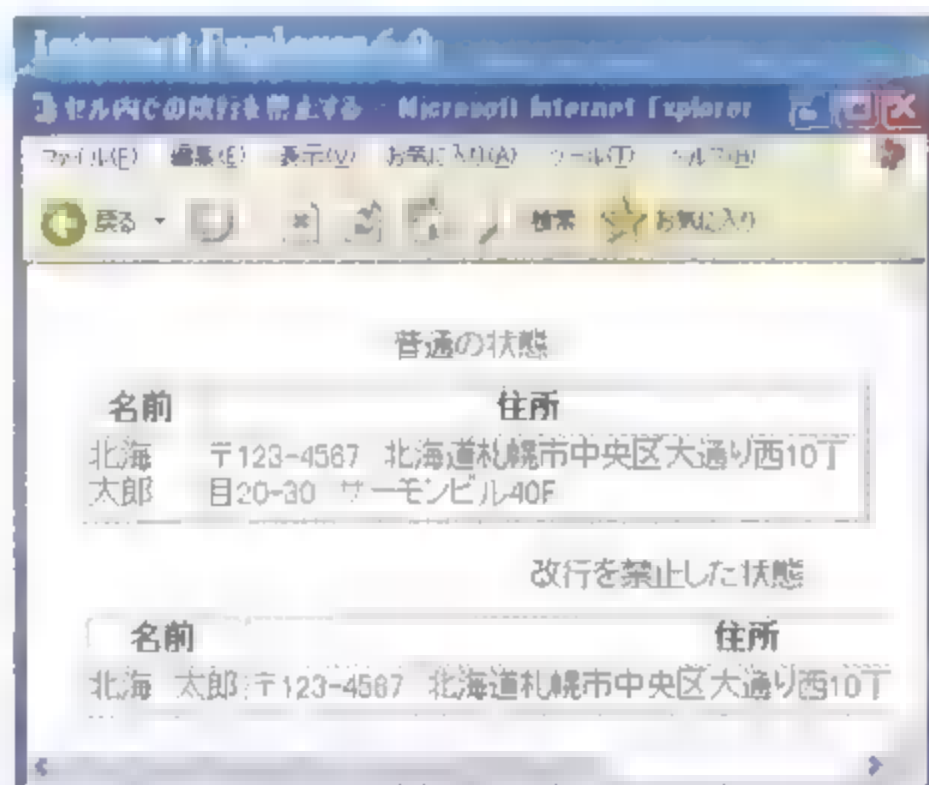 Internet Explorer 6.0
セル内での改行を禁止する - Microsoft Internet Explorer
ファイル(F) 編集(E) 表示(V) お気に入り(A) ツール(T) ヘルプ(H)
戻る 検索 お気に入り
普通の状態
名前 住所
北海 〒123-4567 北海道札幌市中央区大通り西10丁
太郎 目20-30 サーモンビル40F
改行を禁止した状態
名前 住所
北海 太郎 〒123-4567 北海道札幌市中央区大通り西10丁